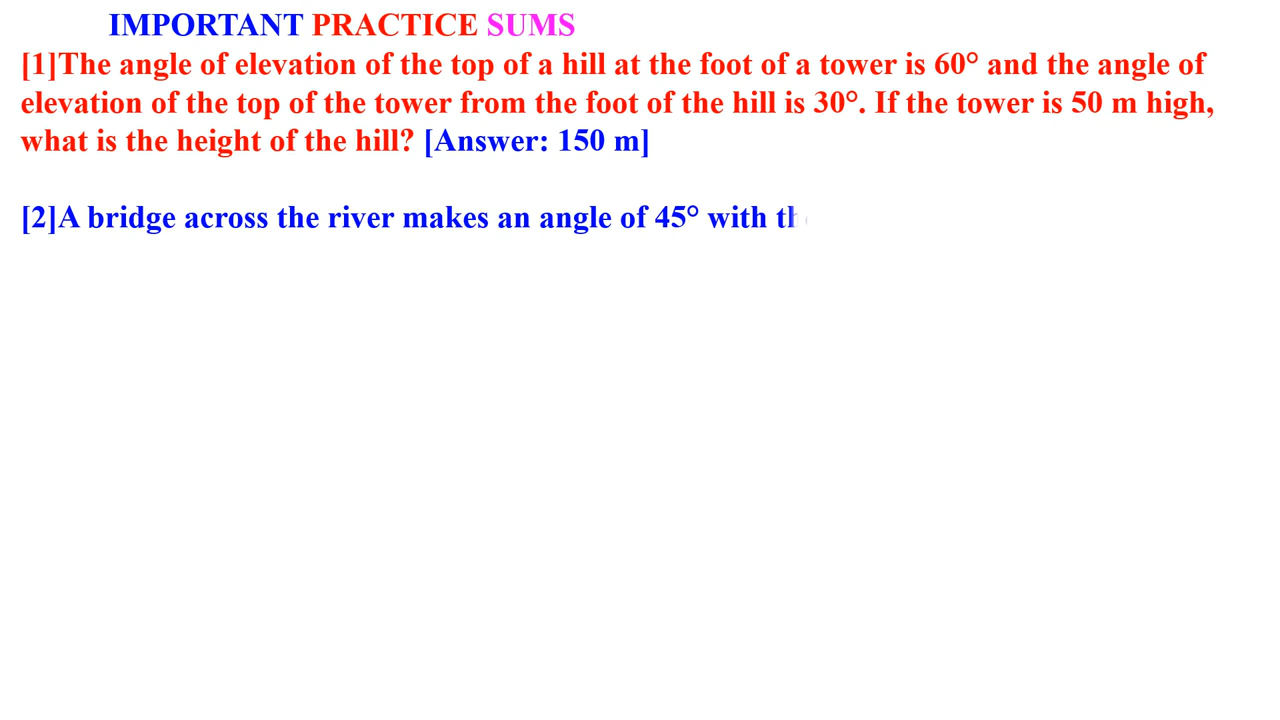 IMPORTANT PRACTICE SUMS
[1]The angle of elevation of the top of a hill at the foot of a tower is 60° and the angle of
elevation of the top of the tower from the foot of the hill is 30°. If the tower is 50 m high,
what is the height of the hill? [Answer: 150 m]
[2]A bridge across the river makes an angle of 45° with